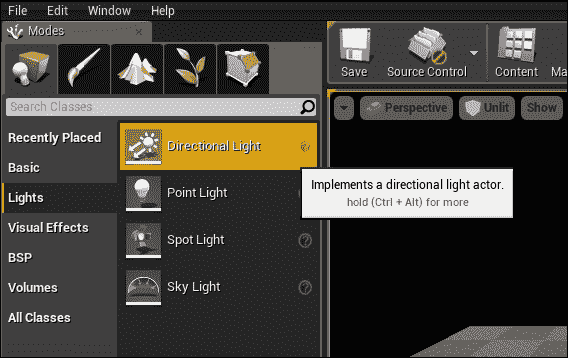 File Edit Window Help
Modes
Search Classes
Recently Placed
Basic
Lights
Visual Effects
BSP
Volumes
All Classes
Directional Light
Point Light
Spot Light
Sky Light
Save Source Control Content Ma
Perspective Unlit Show
Implements a directional light actor.
hold (Ctrl + Alt) for more